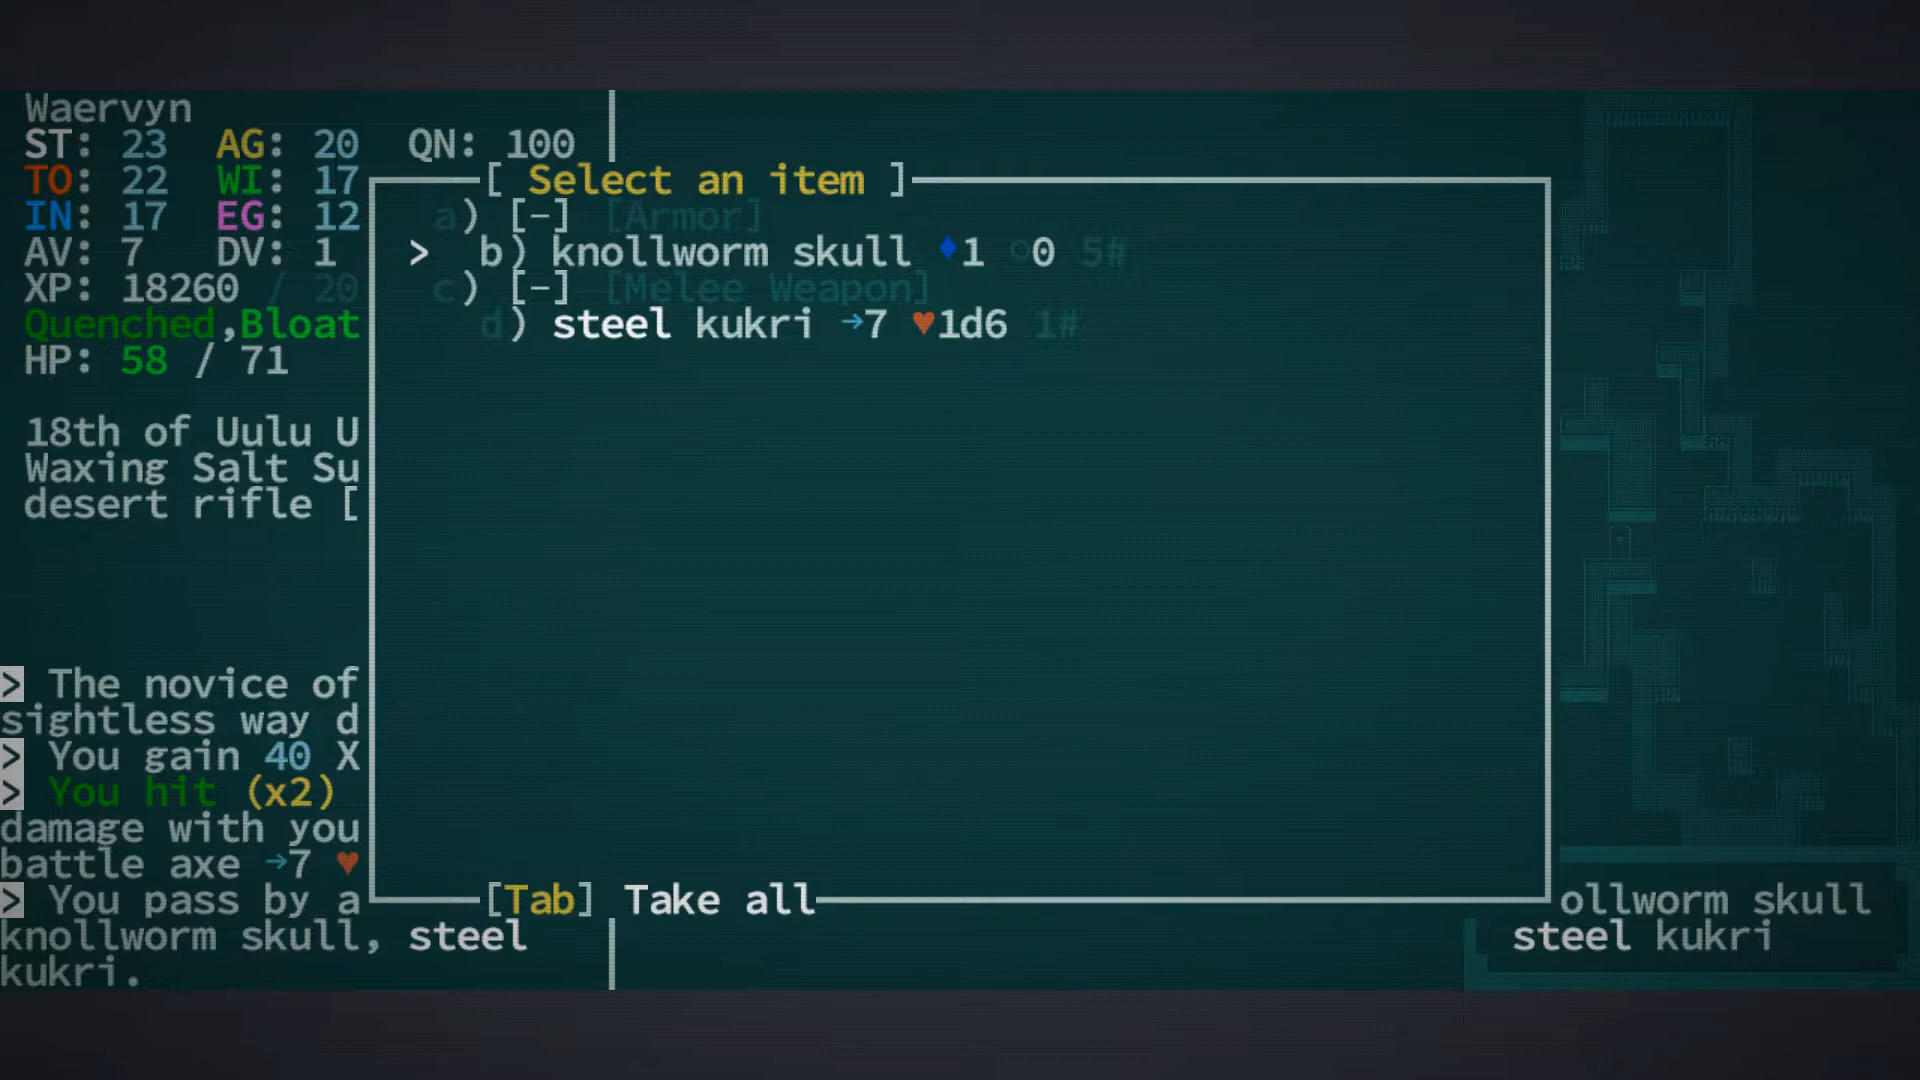 Waervyn
ST: 23 AG: 20 QN: 100
TO: 22 WI: 17
IN: 17 EG: 12
AV: 7 DV: 1
XP: 18260 / 20
Quenched,Bloat
HP: 58 / 71
18th of Uulu U
Waxing Salt Su
desert rifle [
[ Select an item ]
a) [-] [Armor]
> b) knollworm skull ♦1 ○0 5#
c) [-] [Melee Weapon]
d) steel kukri →7 ♥1d6 1#
[Tab] Take all
> The novice of
sightless way d
> You gain 40 X
> You hit (x2)
damage with you
battle axe →7 ♥
> You pass by a
knollworm skull, steel
kukri.
ollworm skull
steel kukri